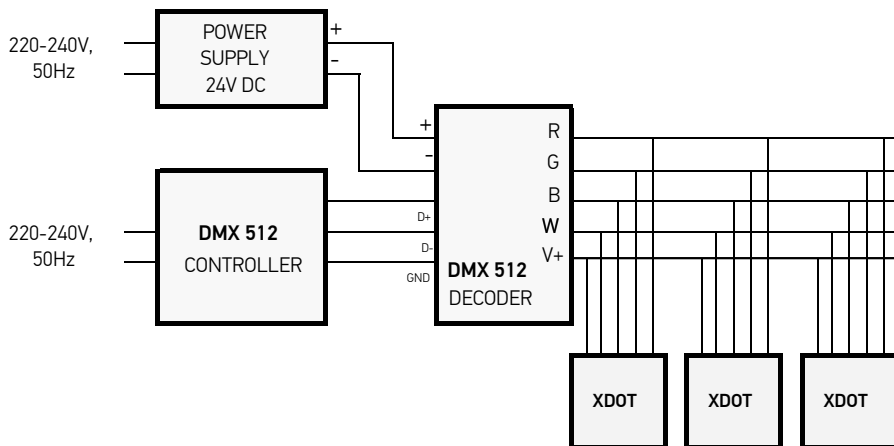 220-240V,
50Hz
POWER
SUPPLY
24V DC
+
-
+
-
R
G
B
W
V+
220-240V,
50Hz
DMX 512
CONTROLLER
D+
D-
GND
DMX 512
DECODER
XDOT
XDOT
XDOT